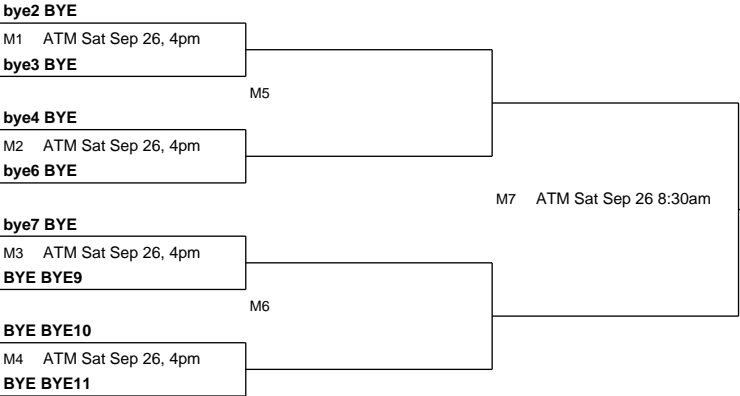 bye2 BYE
M1 ATM Sat Sep 26, 4pm
bye3 BYE
M5
bye4 BYE
M2 ATM Sat Sep 26, 4pm
bye6 BYE
M7 ATM Sat Sep 26 8:30am
bye7 BYE
M3 ATM Sat Sep 26, 4pm
BYE BYE9
M6
BYE BYE10
M4 ATM Sat Sep 26, 4pm
BYE BYE11